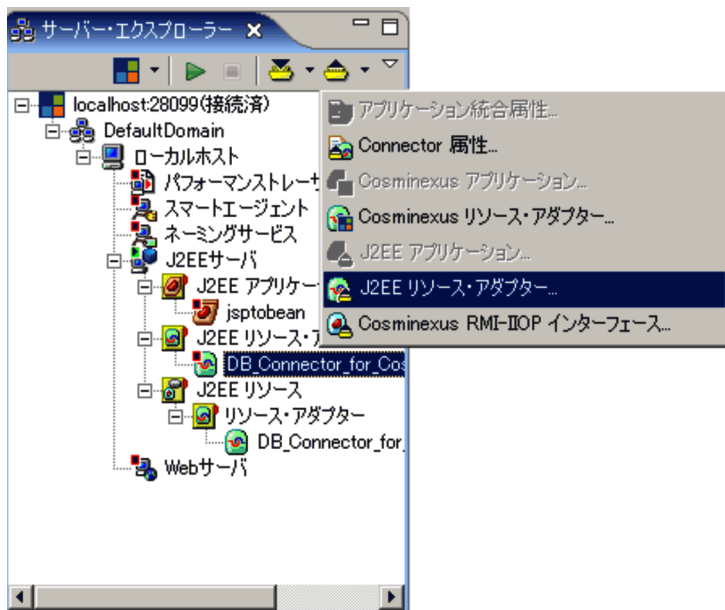 サーバー・エクスプローラー
localhost:28099(接続済)
DefaultDomain
ローカルホスト
パフォーマンストレーサ
スマートエージェント
ネーミングサービス
J2EEサーバ
J2EE アプリケー
jsptobean
J2EE リソース・ア
DB_Connector_for_Cos
J2EE リソース
リソース・アダプター
DB_Connector_for_
Webサーバ
アプリケーション統合属性...
Connector 属性...
Cosminexus アプリケーション...
Cosminexus リソース・アダプター...
J2EE アプリケーション...
J2EE リソース・アダプター...
Cosminexus RMI-IIOP インターフェース...